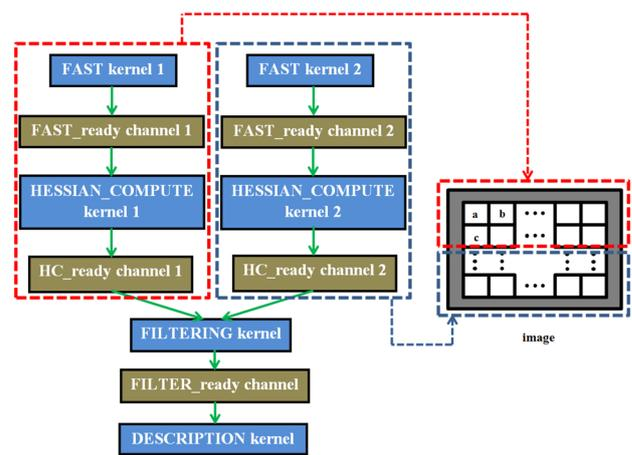 FAST kernel 1
FAST kernel 2
FAST_ready channel 1
FAST_ready channel 2
HESSIAN_COMPUTE
kernel 1
HESSIAN_COMPUTE
kernel 2
HC_ready channel 1
HC_ready channel 2
FILTERING kernel
FILTER_ready channel
DESCRIPTION kernel
a b ...
c ...
...
image